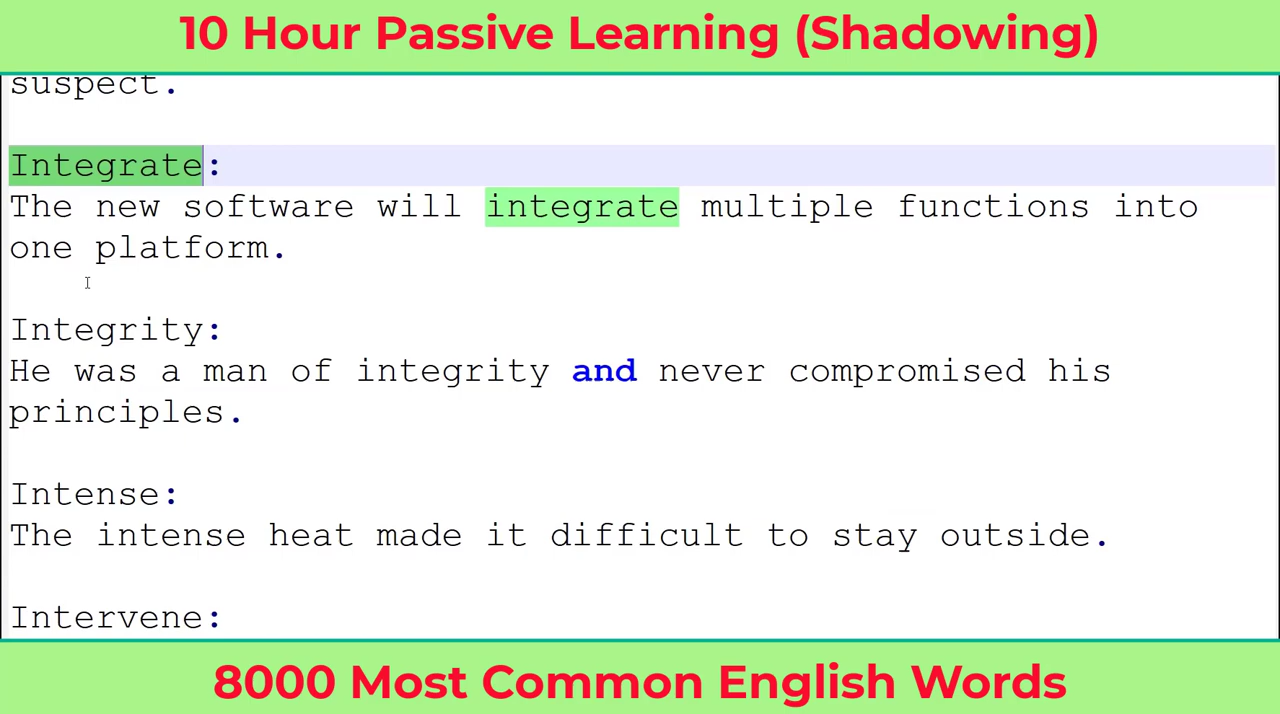 10 Hour Passive Learning (Shadowing)
suspect.
Integrate:
The new software will integrate multiple functions into
one platform.
Integrity:
He was a man of integrity and never compromised his
principles.
Intense:
The intense heat made it difficult to stay outside.
Intervene:
8000 Most Common English Words